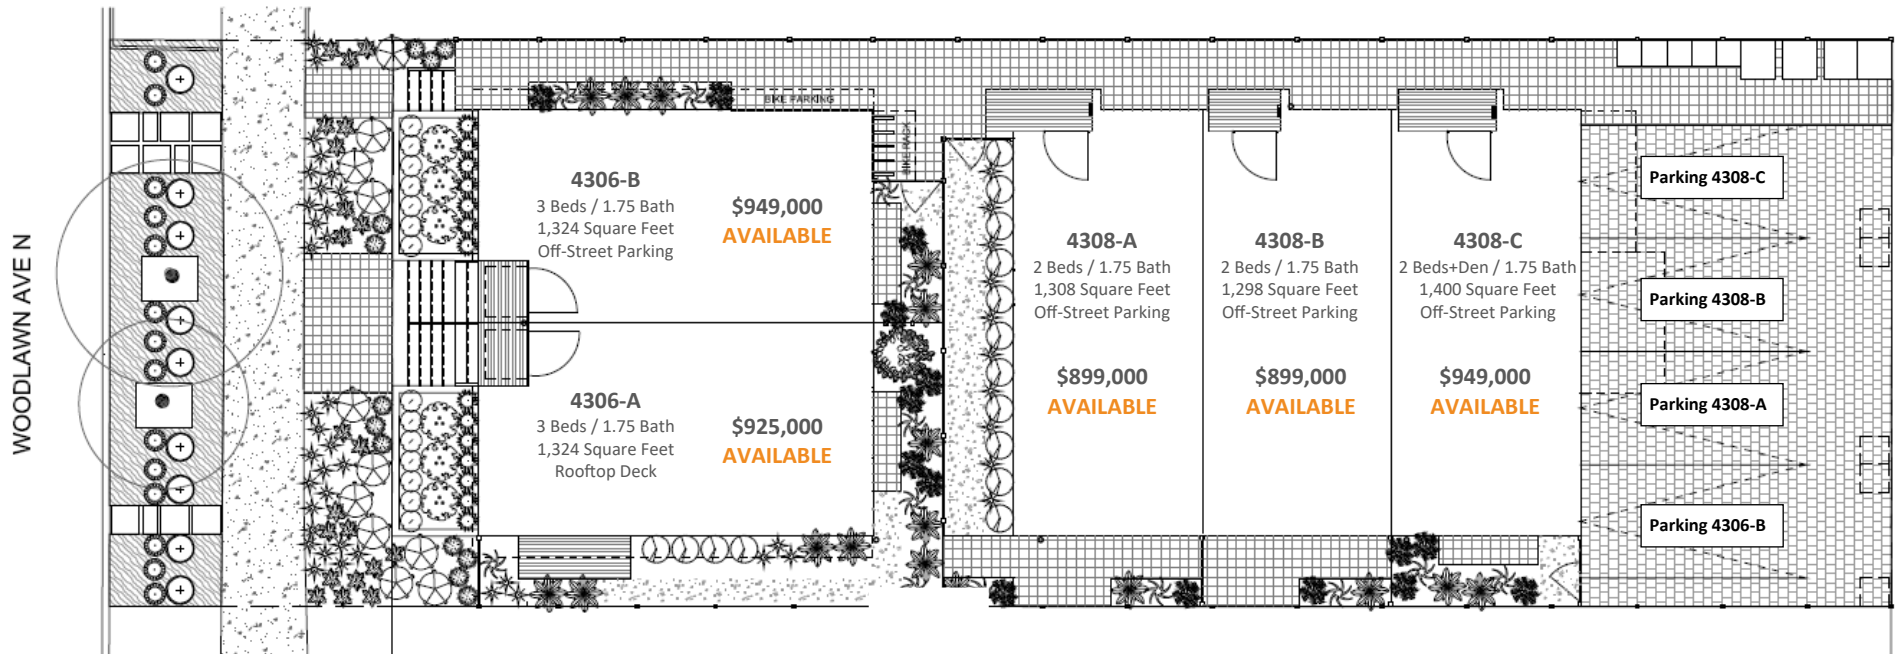 WOODLAWN AVE N
BIKE PARKING
BIKE RACK
4306-B
3 Beds / 1.75 Bath
1,324 Square Feet
Off-Street Parking
$949,000
AVAILABLE
4306-A
3 Beds / 1.75 Bath
1,324 Square Feet
Rooftop Deck
$925,000
AVAILABLE
4308-A
2 Beds / 1.75 Bath
1,308 Square Feet
Off-Street Parking
$899,000
AVAILABLE
4308-B
2 Beds / 1.75 Bath
1,298 Square Feet
Off-Street Parking
$899,000
AVAILABLE
4308-C
2 Beds+Den / 1.75 Bath
1,400 Square Feet
Off-Street Parking
$949,000
AVAILABLE
Parking 4308-C
Parking 4308-B
Parking 4308-A
Parking 4306-B